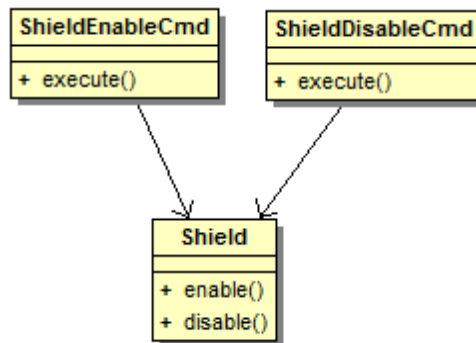 ShieldEnableCmd
+ execute()
ShieldDisableCmd
+ execute()
Shield
+ enable()
+ disable()